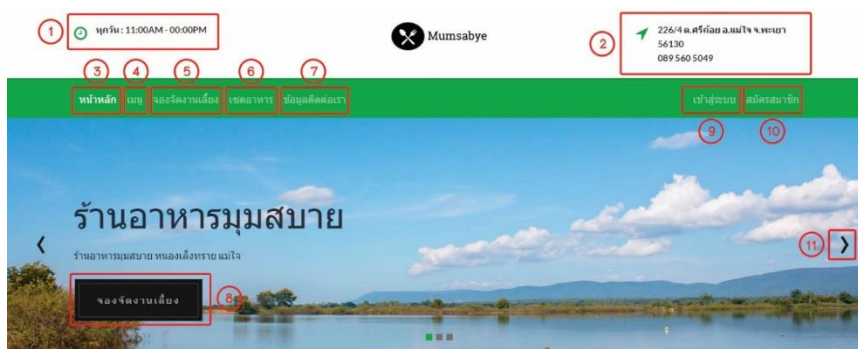 1
ทุกวัน : 11:00AM - 00:00PM
Mumsabye
2
226/4 ต.ศรีถ้อย อ.แม่ใจ จ.พะเยา
56130
089 560 5049
3 4 5 6 7
หน้าหลัก เมนู จองจัดงานเลี้ยง เซตอาหาร ข้อมูลติดต่อเรา เข้าสู่ระบบ สมัครสมาชิก
9 10
ร้านอาหารมุมสบาย
11
ร้านอาหารมุมสบาย หนองเล็งทราย แม่ใจ
จองจัดงานเลี้ยง 8